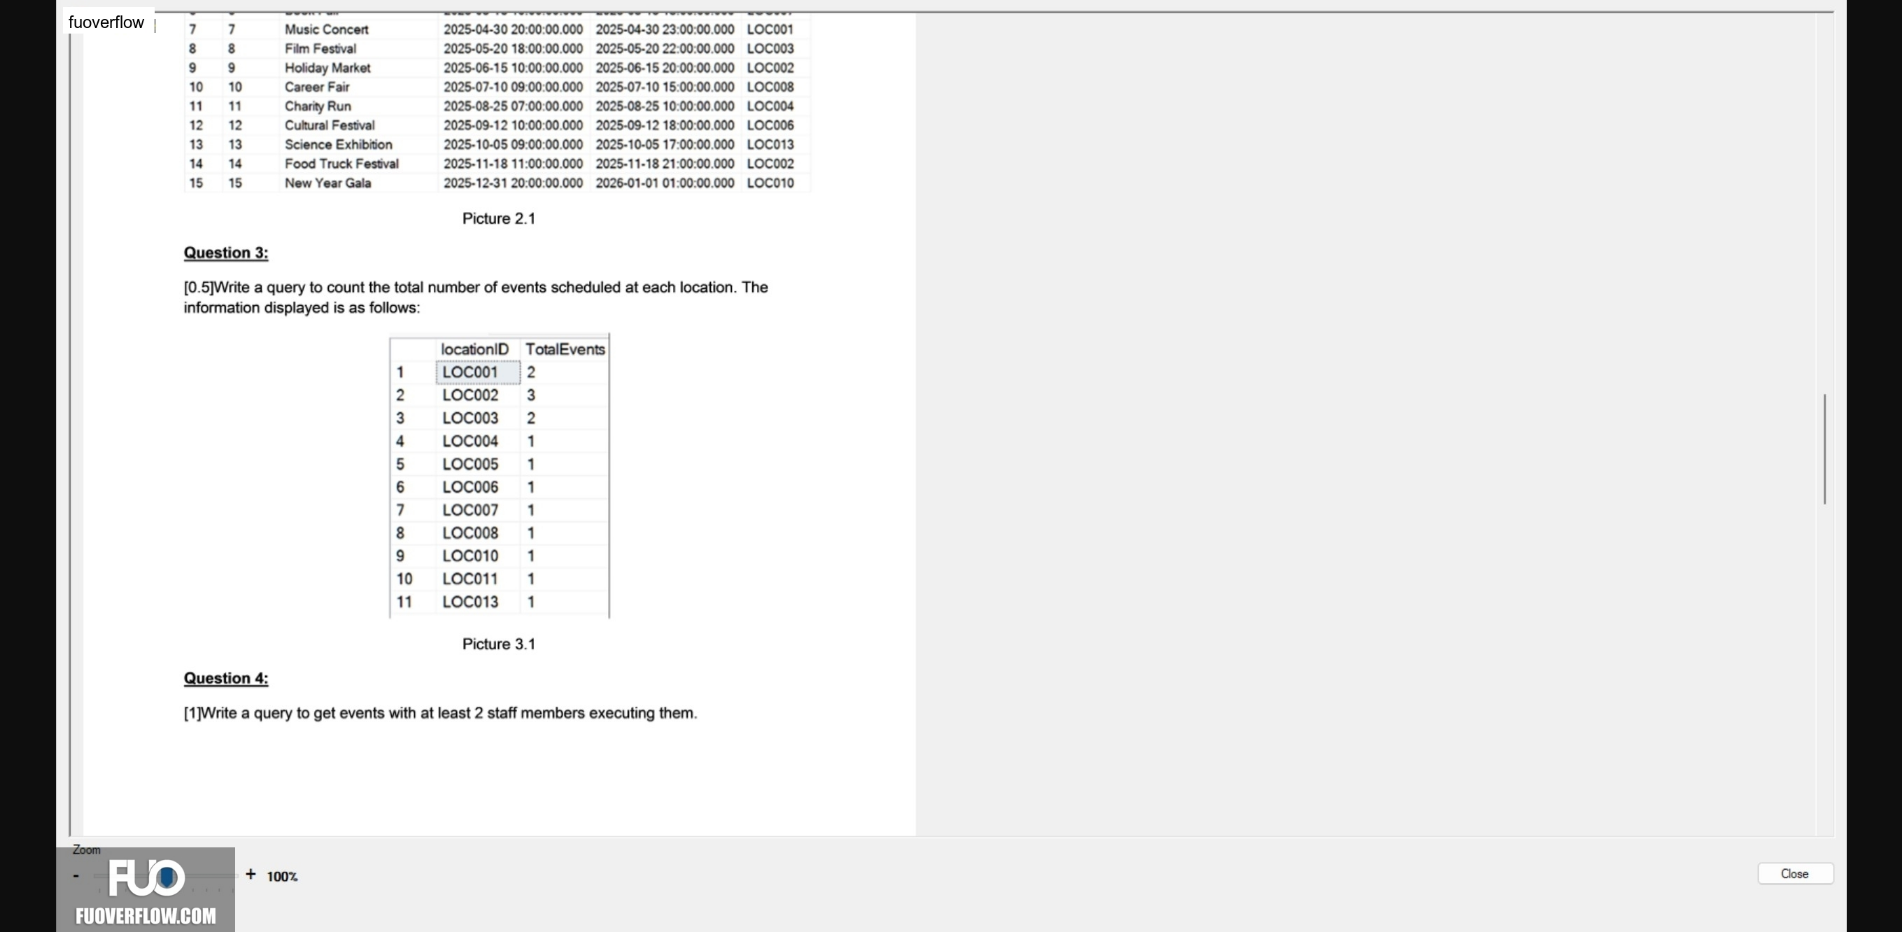 fuoverflow
7 7 Music Concert 2025-04-30 20:00:00.000 2025-04-30 23:00:00.000 LOC001
8 8 Film Festival 2025-05-20 18:00:00.000 2025-05-20 22:00:00.000 LOC003
9 9 Holiday Market 2025-06-15 10:00:00.000 2025-06-15 20:00:00.000 LOC002
10 10 Career Fair 2025-07-10 09:00:00.000 2025-07-10 15:00:00.000 LOC008
11 11 Charity Run 2025-08-25 07:00:00.000 2025-08-25 10:00:00.000 LOC004
12 12 Cultural Festival 2025-09-12 10:00:00.000 2025-09-12 18:00:00.000 LOC006
13 13 Science Exhibition 2025-10-05 09:00:00.000 2025-10-05 17:00:00.000 LOC013
14 14 Food Truck Festival 2025-11-18 11:00:00.000 2025-11-18 21:00:00.000 LOC002
15 15 New Year Gala 2025-12-31 20:00:00.000 2026-01-01 01:00:00.000 LOC010
Picture 2.1
Question 3:
[0.5]Write a query to count the total number of events scheduled at each location. The
information displayed is as follows:
locationID TotalEvents
1 LOC001 2
2 LOC002 3
3 LOC003 2
4 LOC004 1
5 LOC005 1
6 LOC006 1
7 LOC007 1
8 LOC008 1
9 LOC010 1
10 LOC011 1
11 LOC013 1
Picture 3.1
Question 4:
[1]Write a query to get events with at least 2 staff members executing them.
Zoom
- + 100%
Close
FUO
FUOVERFLOW.COM